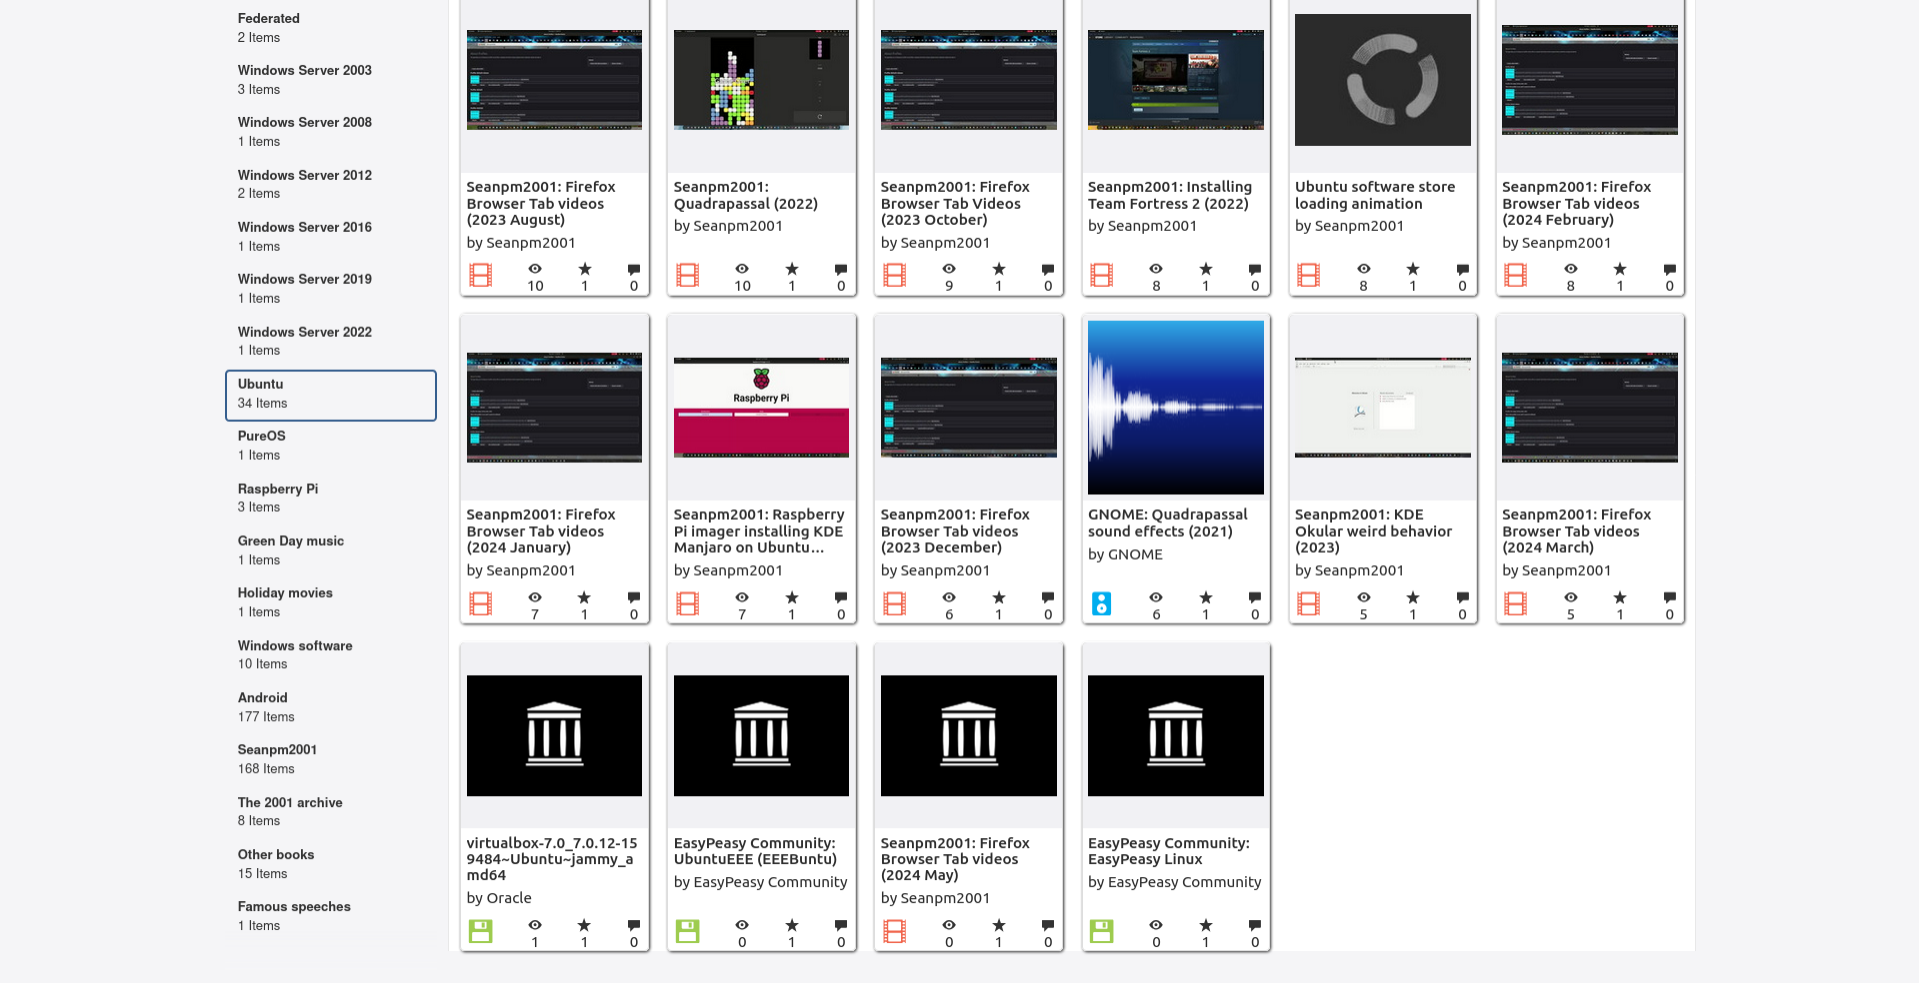 Federated
2 Items
Windows Server 2003
3 Items
Windows Server 2008
1 Items
Windows Server 2012
2 Items
Windows Server 2016
1 Items
Windows Server 2019
1 Items
Windows Server 2022
1 Items
Ubuntu
34 Items
PureOS
1 Items
Raspberry Pi
3 Items
Green Day music
1 Items
Holiday movies
1 Items
Windows software
10 Items
Android
177 Items
Seanpm2001
168 Items
The 2001 archive
8 Items
Other books
15 Items
Famous speeches
1 Items
Seanpm2001: Firefox
Browser Tab videos
(2023 August)
by Seanpm2001
10 1 0
Seanpm2001:
Quadrapassal (2022)
by Seanpm2001
10 1 0
Seanpm2001: Firefox
Browser Tab Videos
(2023 October)
by Seanpm2001
9 1 0
Seanpm2001: Installing
Team Fortress 2 (2022)
by Seanpm2001
8 1 0
Ubuntu software store
loading animation
by Seanpm2001
8 1 0
Seanpm2001: Firefox
Browser Tab videos
(2024 February)
by Seanpm2001
8 1 0
Seanpm2001: Firefox
Browser Tab videos
(2024 January)
by Seanpm2001
7 1 0
Raspberry Pi
Seanpm2001: Raspberry
Pi imager installing KDE
Manjaro on Ubuntu...
by Seanpm2001
7 1 0
Seanpm2001: Firefox
Browser Tab videos
(2023 December)
by Seanpm2001
6 1 0
GNOME: Quadrapassal
sound effects (2021)
by GNOME
6 1 0
Seanpm2001: KDE
Okular weird behavior
(2023)
by Seanpm2001
5 1 0
Seanpm2001: Firefox
Browser Tab videos
(2024 March)
by Seanpm2001
5 1 0
virtualbox-7.0_7.0.12-15
9484~Ubuntu~jammy_a
md64
by Oracle
1 1 0
EasyPeasy Community:
UbuntuEEE (EEEBuntu)
by EasyPeasy Community
0 1 0
Seanpm2001: Firefox
Browser Tab videos
(2024 May)
by Seanpm2001
0 1 0
EasyPeasy Community:
EasyPeasy Linux
by EasyPeasy Community
0 1 0